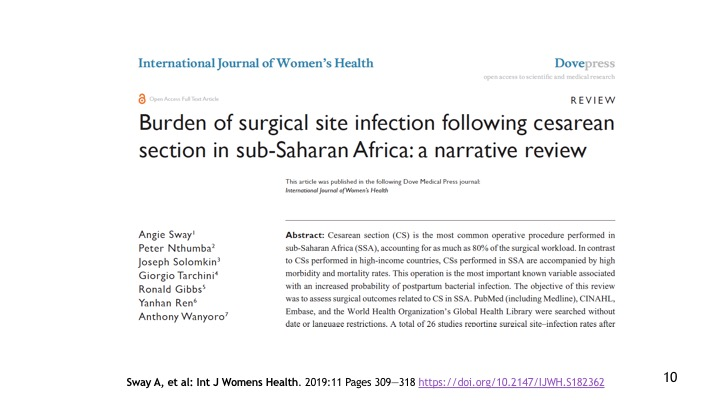 International Journal of Women's Health
Dovepress
open access to scientific and medical research
Open Access Full Text Article
REVIEW
Burden of surgical site infection following cesarean
section in sub-Saharan Africa: a narrative review
This article was published in the following Dove Medical Press journal:
International Journal of Women's Health
Angie Sway¹
Peter Nthumba²
Joseph Solomkin³
Giorgio Tarchini⁴
Ronald Gibbs⁵
Yanhan Ren⁶
Anthony Wanyoro⁷
Abstract: Cesarean section (CS) is the most common operative procedure performed in
sub-Saharan Africa (SSA), accounting for as much as 80% of the surgical workload. In contrast
to CSs performed in high-income countries, CSs performed in SSA are accompanied by high
morbidity and mortality rates. This operation is the most important known variable associated
with an increased probability of postpartum bacterial infection. The objective of this review
was to assess surgical outcomes related to CS in SSA. PubMed (including Medline), CINAHL,
Embase, and the World Health Organization's Global Health Library were searched without
date or language restrictions. A total of 26 studies reporting surgical site–infection rates after
Sway A, et al: Int J Womens Health. 2019:11 Pages 309—318 https://doi.org/10.2147/IJWH.S182362
10